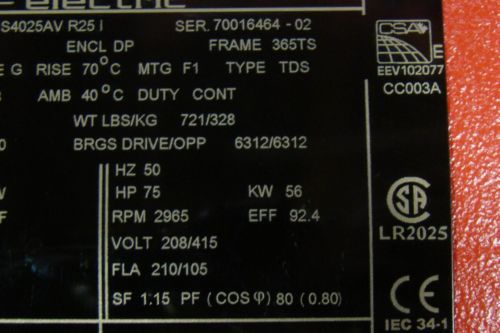 electric
S4025AV R25 I SER. 70016464 - 02
ENCL DP FRAME 365TS
E G RISE 70°C MTG F1 TYPE TDS
AMB 40°C DUTY CONT
WT LBS/KG 721/328
0 BRGS DRIVE/OPP 6312/6312
HZ 50
HP 75 KW 56
RPM 2965 EFF 92.4
VOLT 208/415
FLA 210/105
SF 1.15 PF (COS φ) 80 (0.80)
CSA E
EEV102077
CC003A
SA
LR2025
CE
IEC 34-1